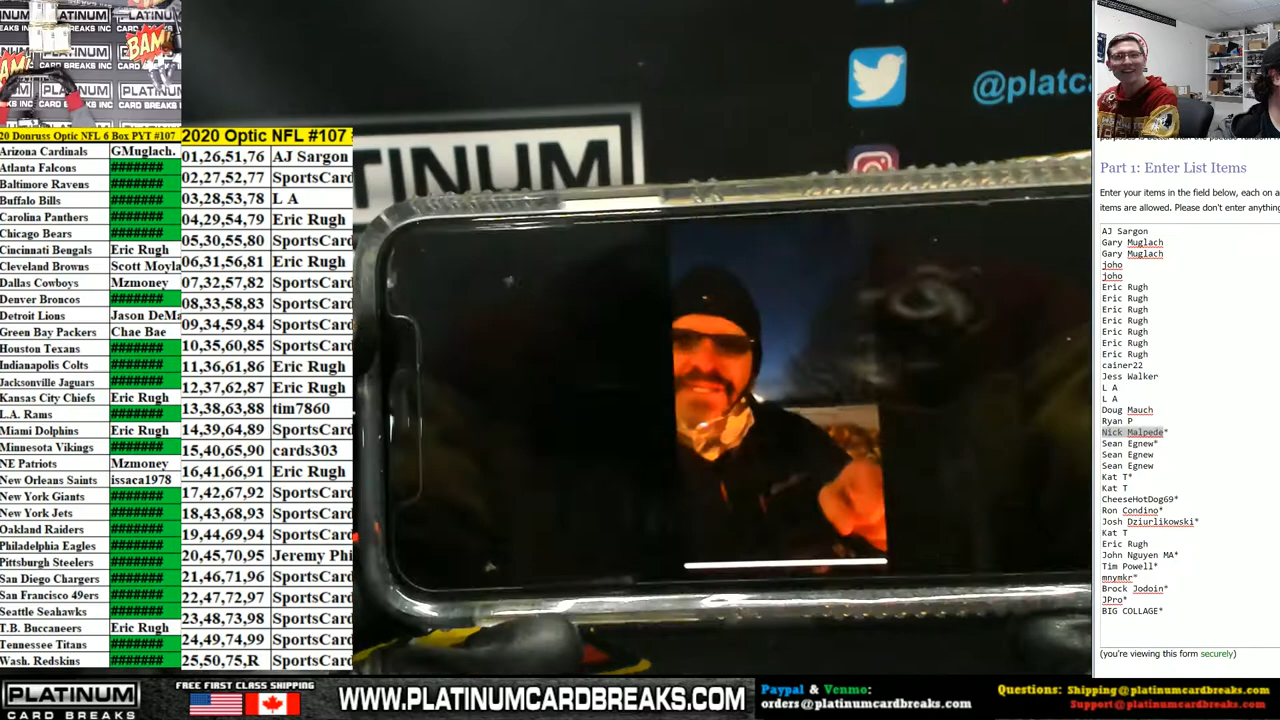 PLATINUM
CARD BREAKS INC
BAM!
@platc
TINUM
20 Donruss Optic NFL 6 Box PYT #107
Arizona Cardinals GMuglach.
Atlanta Falcons #######
Baltimore Ravens #######
Buffalo Bills #######
Carolina Panthers #######
Chicago Bears #######
Cincinnati Bengals Eric Rugh
Cleveland Browns Scott Moyla
Dallas Cowboys Mzmoney
Denver Broncos #######
Detroit Lions Jason DeMa
Green Bay Packers Chae Bae
Houston Texans #######
Indianapolis Colts #######
Jacksonville Jaguars #######
Kansas City Chiefs Eric Rugh
L.A. Rams #######
Miami Dolphins Eric Rugh
Minnesota Vikings #######
NE Patriots Mzmoney
New Orleans Saints issaca1978
New York Giants #######
New York Jets #######
Oakland Raiders #######
Philadelphia Eagles #######
Pittsburgh Steelers #######
San Diego Chargers #######
San Francisco 49ers #######
Seattle Seahawks #######
T.B. Buccaneers Eric Rugh
Tennessee Titans #######
Wash. Redskins #######
2020 Optic NFL #107
01,26,51,76 AJ Sargon
02,27,52,77 SportsCard
03,28,53,78 L A
04,29,54,79 Eric Rugh
05,30,55,80 SportsCard
06,31,56,81 Eric Rugh
07,32,57,82 SportsCard
08,33,58,83 SportsCard
09,34,59,84 SportsCard
10,35,60,85 SportsCard
11,36,61,86 Eric Rugh
12,37,62,87 Eric Rugh
13,38,63,88 tim7860
14,39,64,89 Eric Rugh
15,40,65,90 cards303
16,41,66,91 Eric Rugh
17,42,67,92 SportsCard
18,43,68,93 SportsCard
19,44,69,94 SportsCard
20,45,70,95 Jeremy Phi
21,46,71,96 SportsCard
22,47,72,97 SportsCard
23,48,73,98 SportsCard
24,49,74,99 SportsCard
25,50,75,R SportsCard
Part 1: Enter List Items
Enter your items in the field below, each on a
items are allowed. Please don't enter anything
AJ Sargon
Gary Muglach
Gary Muglach
joho
joho
Eric Rugh
Eric Rugh
Eric Rugh
Eric Rugh
Eric Rugh
Eric Rugh
Eric Rugh
cainer22
Jess Walker
L A
L A
Doug Mauch
Ryan P
Nick Malpede*
Sean Egnew*
Sean Egnew
Sean Egnew
Kat T*
Kat T
CheeseHotDog69*
Ron Condino*
Josh Dziurlikowski*
Kat T
Eric Rugh
John Nguyen MA*
Tim Powell*
mnymkr*
Brock Jodoin*
JPro*
BIG COLLAGE*
(you're viewing this form securely)
PLATINUM
CARD BREAKS
FREE FIRST CLASS SHIPPING
WWW.PLATINUMCARDBREAKS.COM
Paypal & Venmo:
orders@platinumcardbreaks.com
Questions: Shipping@platinumcardbreaks.com
Support@platinumcardbreaks.com